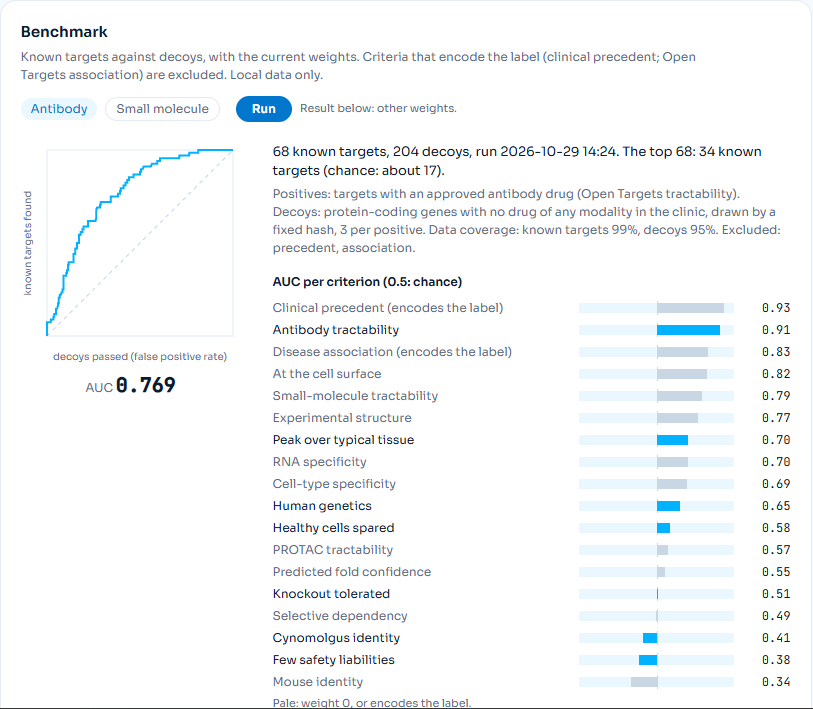 Benchmark
Known targets against decoys, with the current weights. Criteria that encode the label (clinical precedent; Open
Targets association) are excluded. Local data only.
Antibody
Small molecule
Run
Result below: other weights.
known targets found
decoys passed (false positive rate)
AUC 0.769
68 known targets, 204 decoys, run 2026-10-29 14:24. The top 68: 34 known
targets (chance: about 17).
Positives: targets with an approved antibody drug (Open Targets tractability).
Decoys: protein-coding genes with no drug of any modality in the clinic, drawn by a
fixed hash, 3 per positive. Data coverage: known targets 99%, decoys 95%. Excluded:
precedent, association.
AUC per criterion (0.5: chance)
Clinical precedent (encodes the label) 0.93
Antibody tractability 0.91
Disease association (encodes the label) 0.83
At the cell surface 0.82
Small-molecule tractability 0.79
Experimental structure 0.77
Peak over typical tissue 0.70
RNA specificity 0.70
Cell-type specificity 0.69
Human genetics 0.65
Healthy cells spared 0.58
PROTAC tractability 0.57
Predicted fold confidence 0.55
Knockout tolerated 0.51
Selective dependency 0.49
Cynomolgus identity 0.41
Few safety liabilities 0.38
Mouse identity 0.34
Pale: weight 0, or encodes the label.